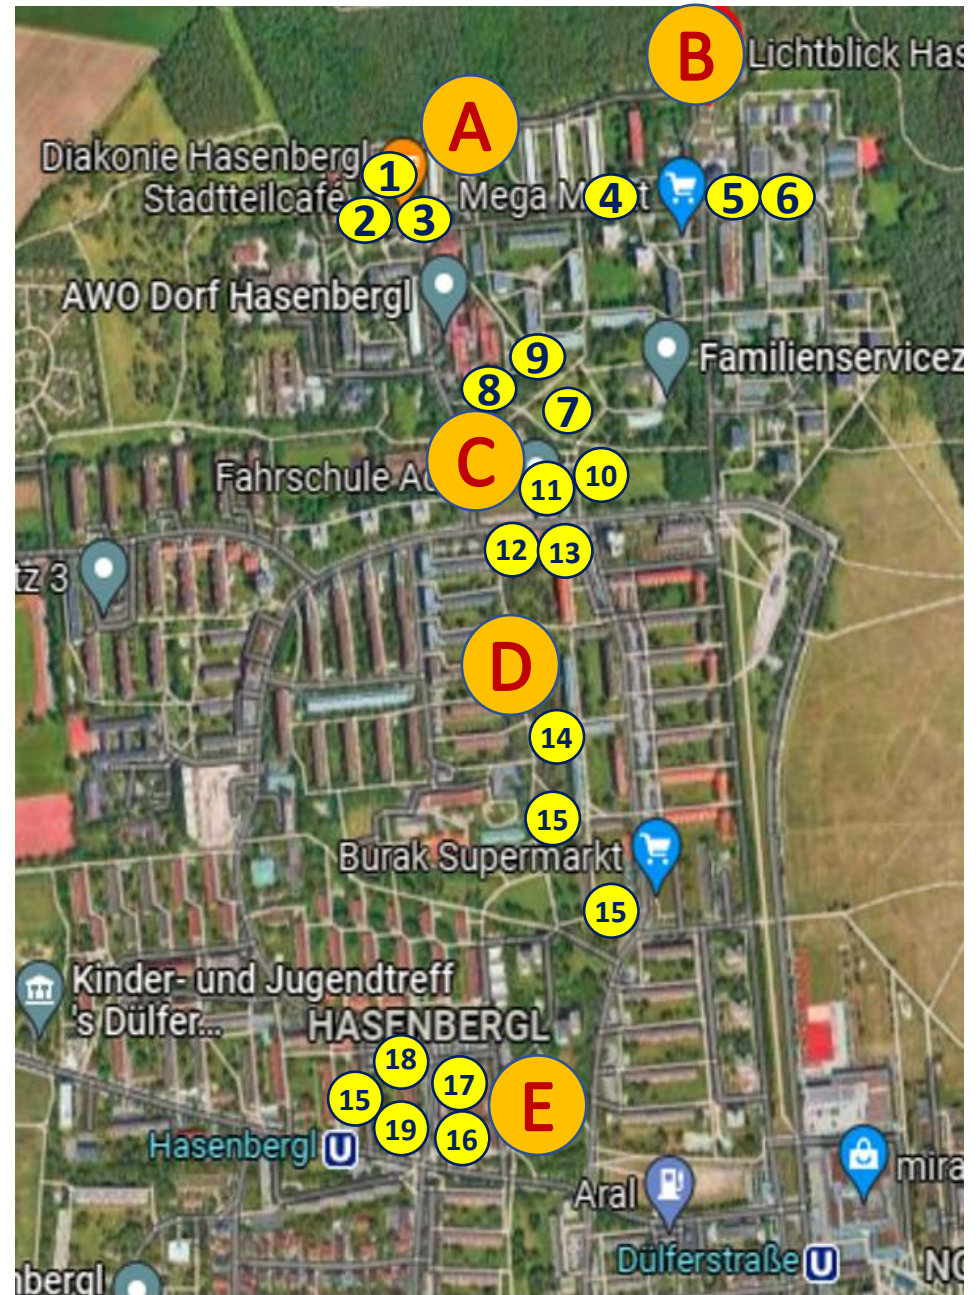 B
Lichtblick Has
A
Diakonie Hasenbergl
1
Stadtteilcafé
Mega M
4
t
5
6
2
3
AWO Dorf Hasenbergl
9
Familienservicez
8
7
C
Fahrschule Au
11
10
12
13
tz 3
D
14
15
Burak Supermarkt
15
Kinder- und Jugendtreff
's Dülfer...
HASENBERGL
18
17
15
E
19
16
Hasenbergl U
Aral
mira
Dülferstraße U
NO
nbergl